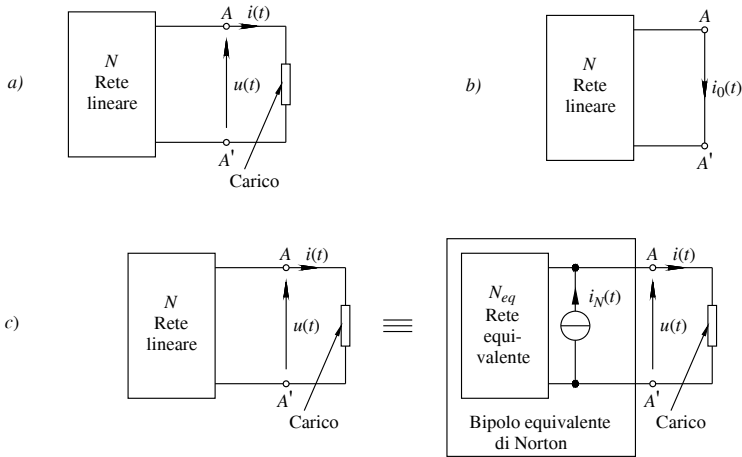 a)
N
Rete
lineare
A
i(t)
u(t)
A'
Carico
b)
N
Rete
lineare
A
i0(t)
A'
c)
N
Rete
lineare
A
i(t)
u(t)
A'
Carico
Neq
Rete
equi-
valente
iN(t)
A
i(t)
u(t)
A'
Carico
Bipolo equivalente
di Norton